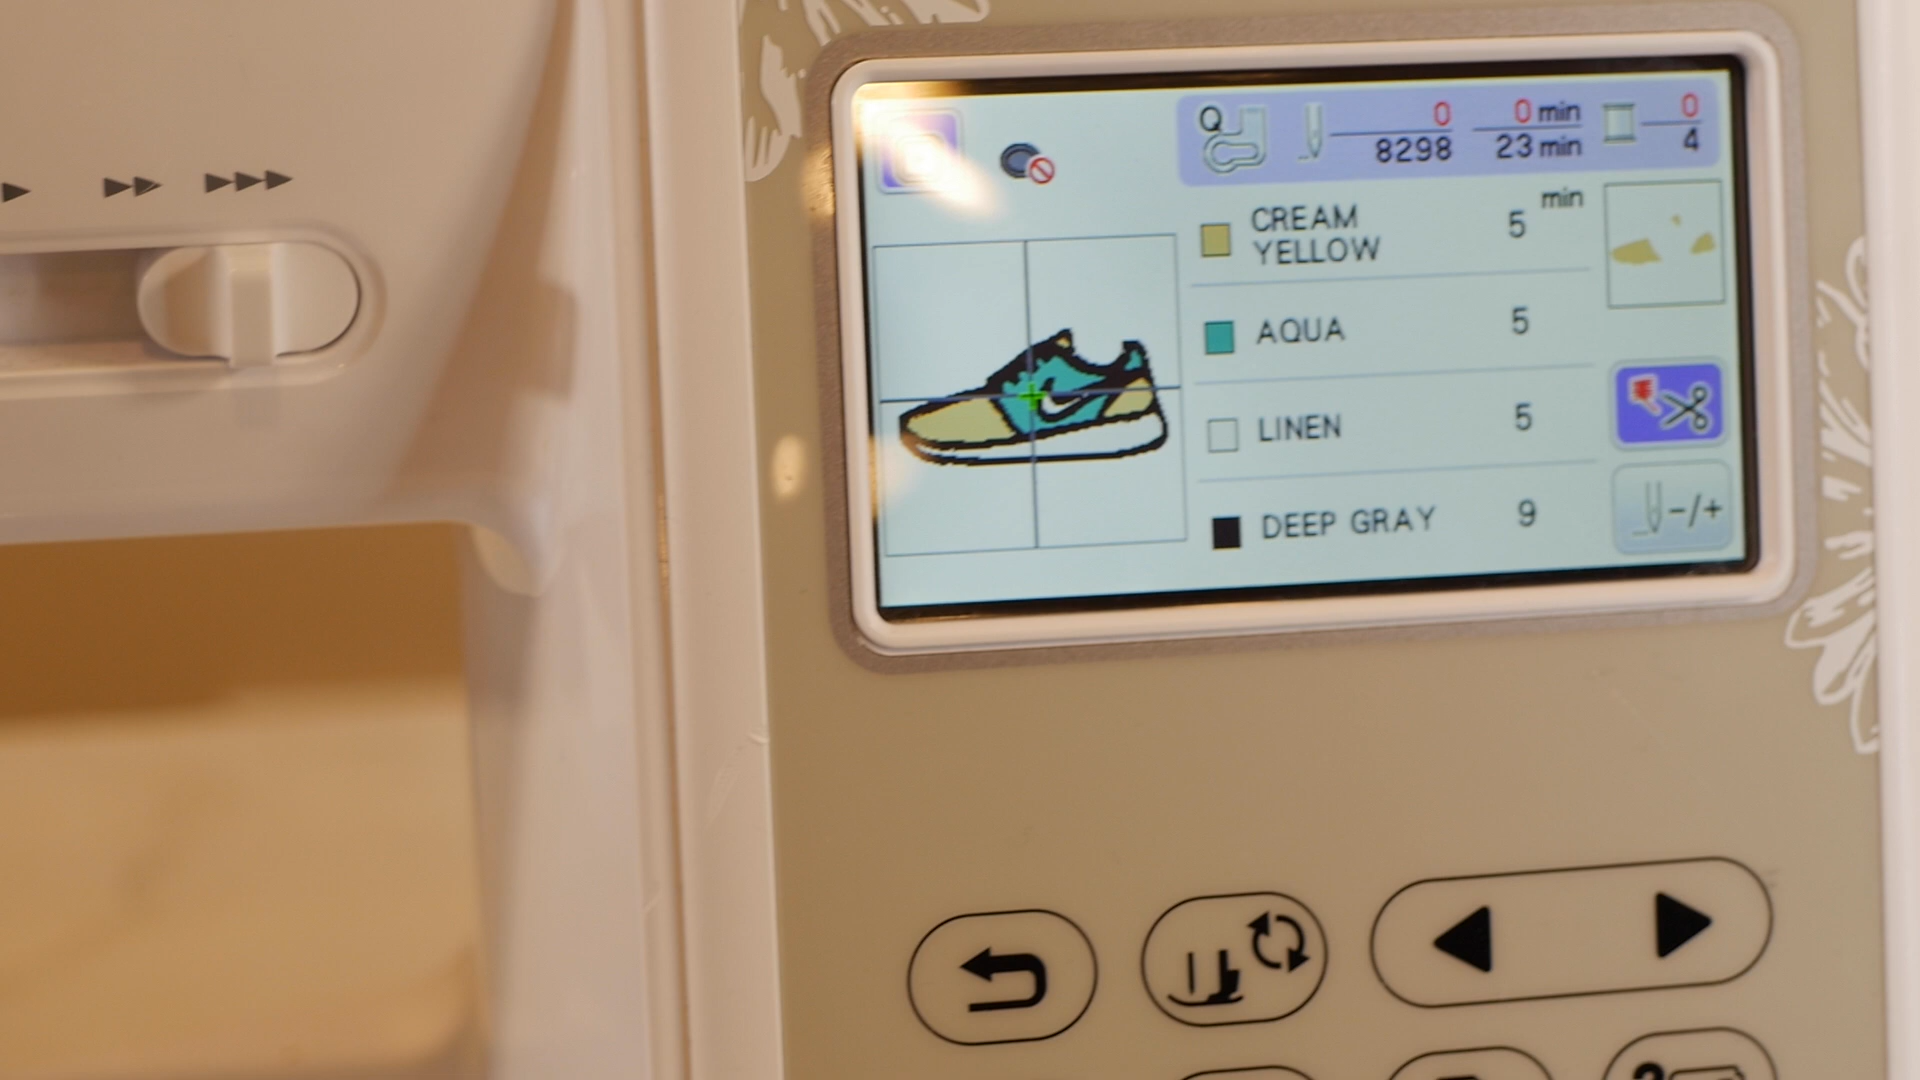 Q 0 0 min 0
8298 23 min 4
min
CREAM
YELLOW 5
AQUA 5
LINEN 5
DEEP GRAY 9
-/+